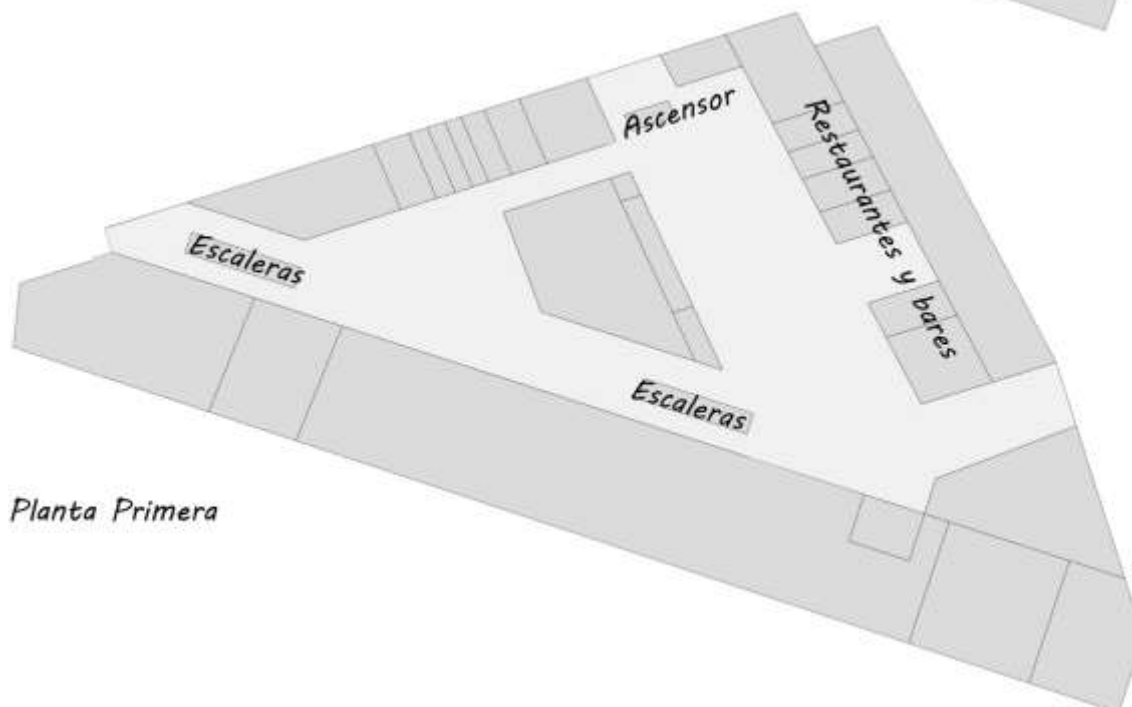 Ascensor
Restaurantes y bares
Escaleras
Escaleras
Planta Primera